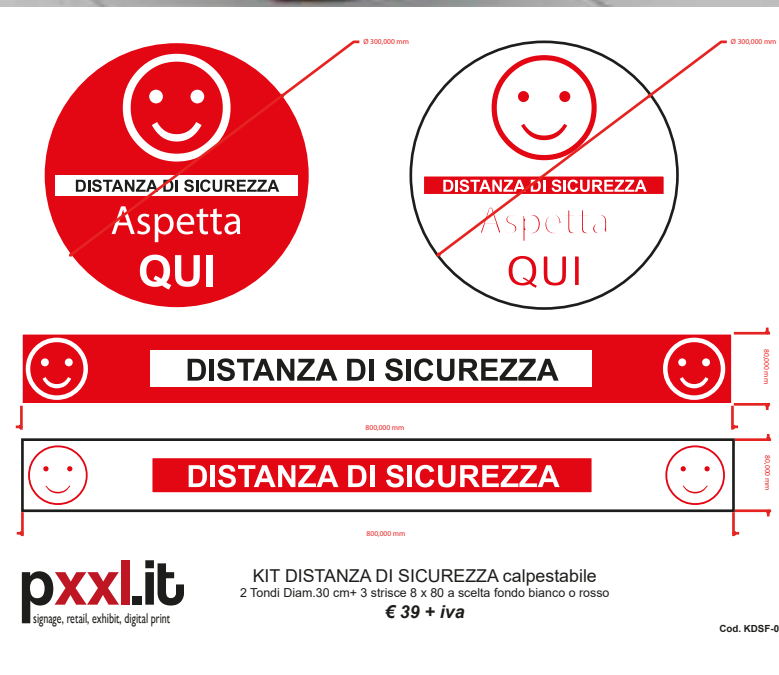 Ø 300,000 mm
Ø 300,000 mm
DISTANZA DI SICUREZZA
Aspetta
QUI
DISTANZA DI SICUREZZA
Aspetta
QUI
DISTANZA DI SICUREZZA
80,000 mm
800,000 mm
DISTANZA DI SICUREZZA
80,000 mm
800,000 mm
pxxl.it
signage, retail, exhibit, digital print
KIT DISTANZA DI SICUREZZA calpestabile
2 Tondi Diam.30 cm+ 3 strisce 8 x 80 a scelta fondo bianco o rosso
€ 39 + iva
Cod. KDSF-0